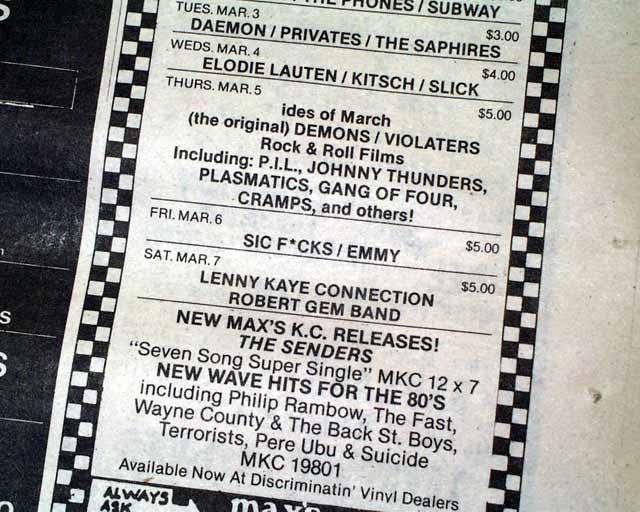 THE PHONES / SUBWAY
TUES. MAR. 3
$3.00
DAEMON / PRIVATES / THE SAPHIRES
WEDS. MAR. 4
$4.00
ELODIE LAUTEN / KITSCH / SLICK
THURS. MAR. 5
$5.00
ides of March
(the original) DEMONS / VIOLATERS
Rock & Roll Films
Including: P.I.L., JOHNNY THUNDERS,
PLASMATICS, GANG OF FOUR,
CRAMPS, and others!
FRI. MAR. 6
$5.00
SIC F*CKS / EMMY
SAT. MAR. 7
$5.00
LENNY KAYE CONNECTION
ROBERT GEM BAND
NEW MAX'S K.C. RELEASES!
THE SENDERS
"Seven Song Super Single" MKC 12 x 7
NEW WAVE HITS FOR THE 80'S
including Philip Rambow, The Fast,
Wayne County & The Back St. Boys,
Terrorists, Pere Ubu & Suicide
MKC 19801
Available Now At Discriminatin' Vinyl Dealers
ALWAYS
ASK
max's